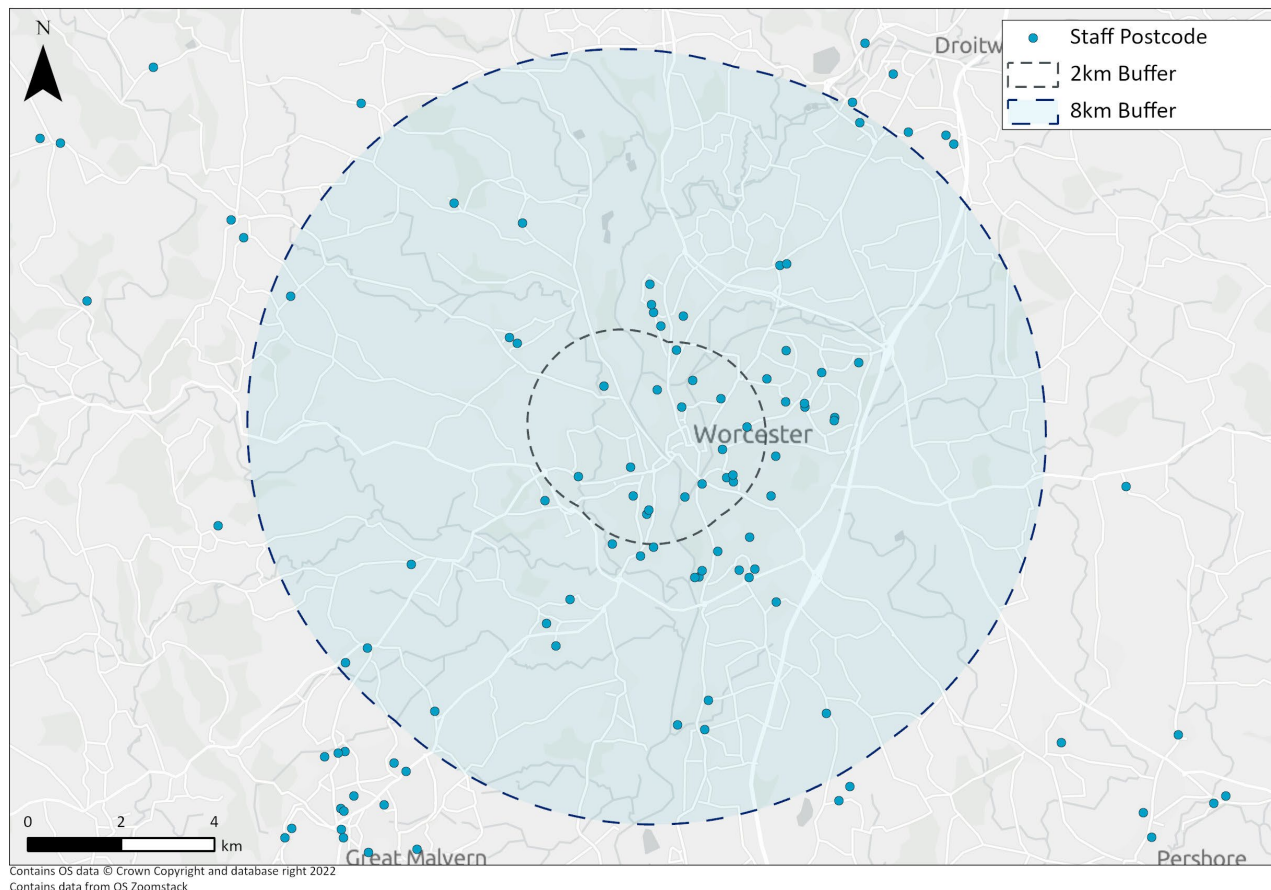 N
Droitw
Staff Postcode
2km Buffer
8km Buffer
Worcester
0 2 4
km
Great Malvern
Pershore
Contains OS data © Crown Copyright and database right 2022
Contains data from OS Zoomstack